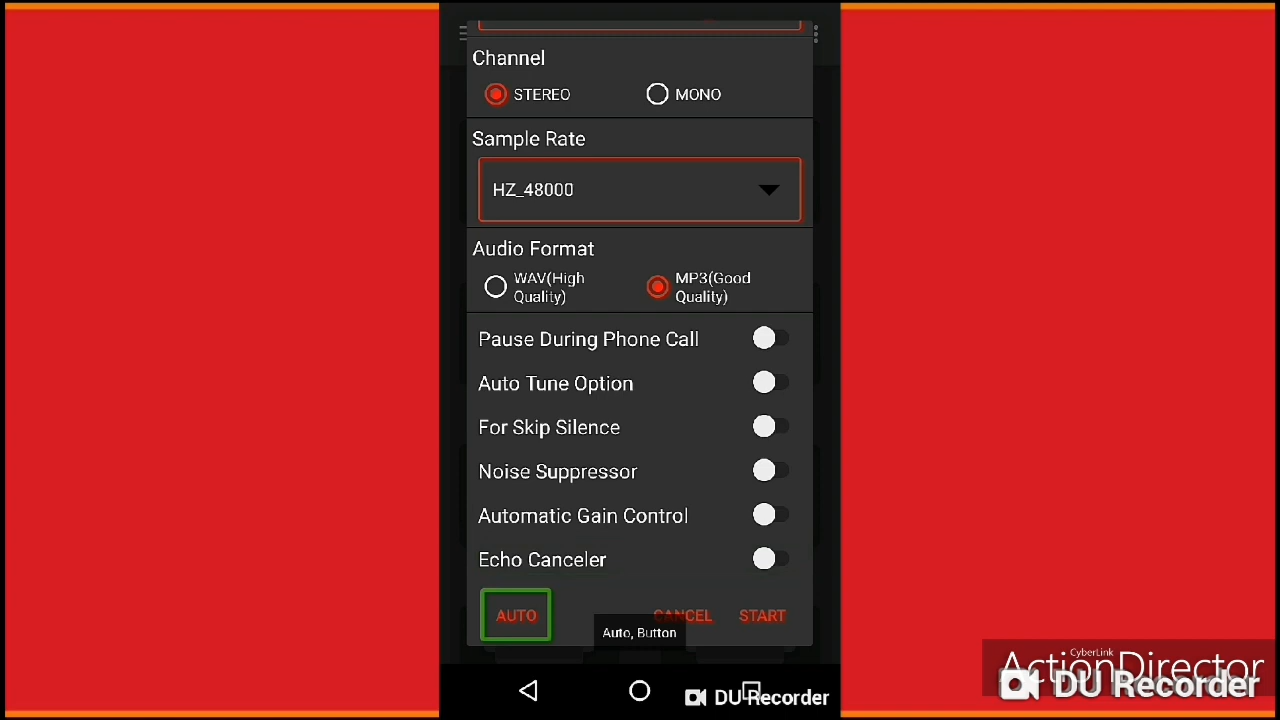 Channel
STEREO
MONO
Sample Rate
HZ_48000
Audio Format
WAV(High
Quality)
MP3(Good
Quality)
Pause During Phone Call
Auto Tune Option
For Skip Silence
Noise Suppressor
Automatic Gain Control
Echo Canceler
AUTO
CANCEL
START
Auto, Button
DU Recorder
CyberLink
ActionDirector
DU Recorder